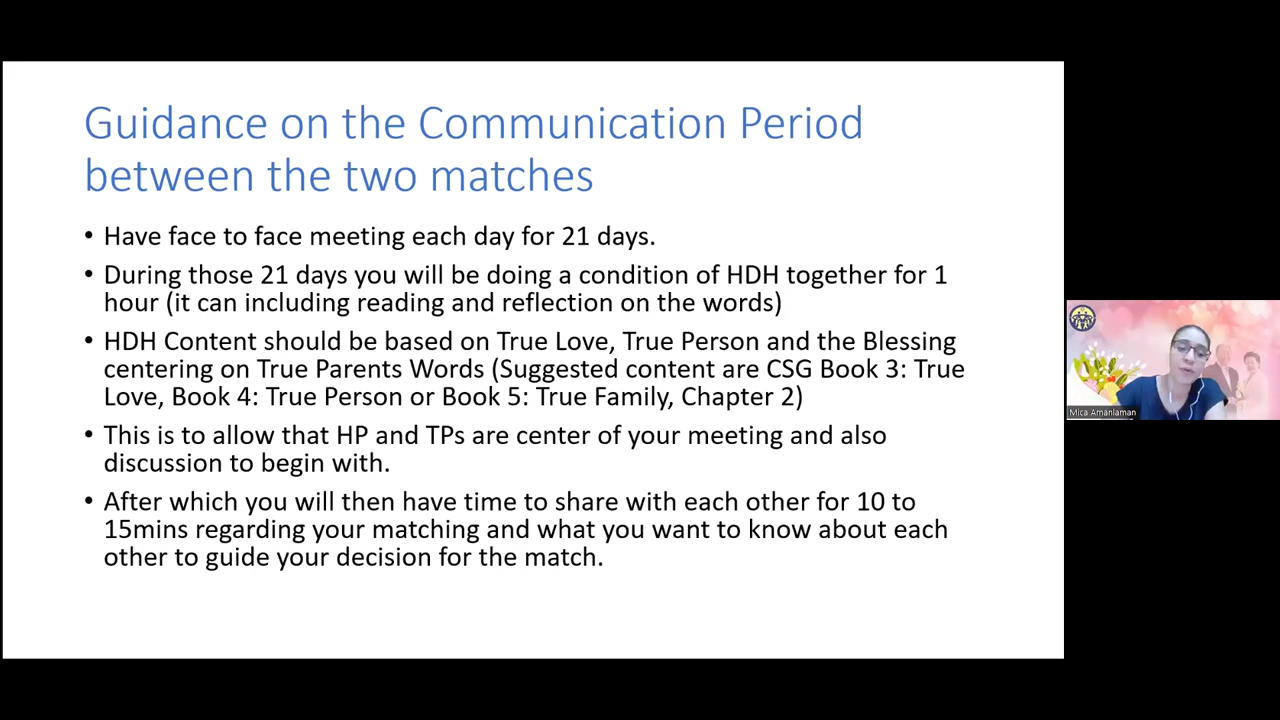 Guidance on the Communication Period
between the two matches
• Have face to face meeting each day for 21 days.
• During those 21 days you will be doing a condition of HDH together for 1
hour (it can including reading and reflection on the words)
• HDH Content should be based on True Love, True Person and the Blessing
centering on True Parents Words (Suggested content are CSG Book 3: True
Love, Book 4: True Person or Book 5: True Family, Chapter 2)
• This is to allow that HP and TPs are center of your meeting and also
discussion to begin with.
• After which you will then have time to share with each other for 10 to
15mins regarding your matching and what you want to know about each
other to guide your decision for the match.
Mica Amanlaman